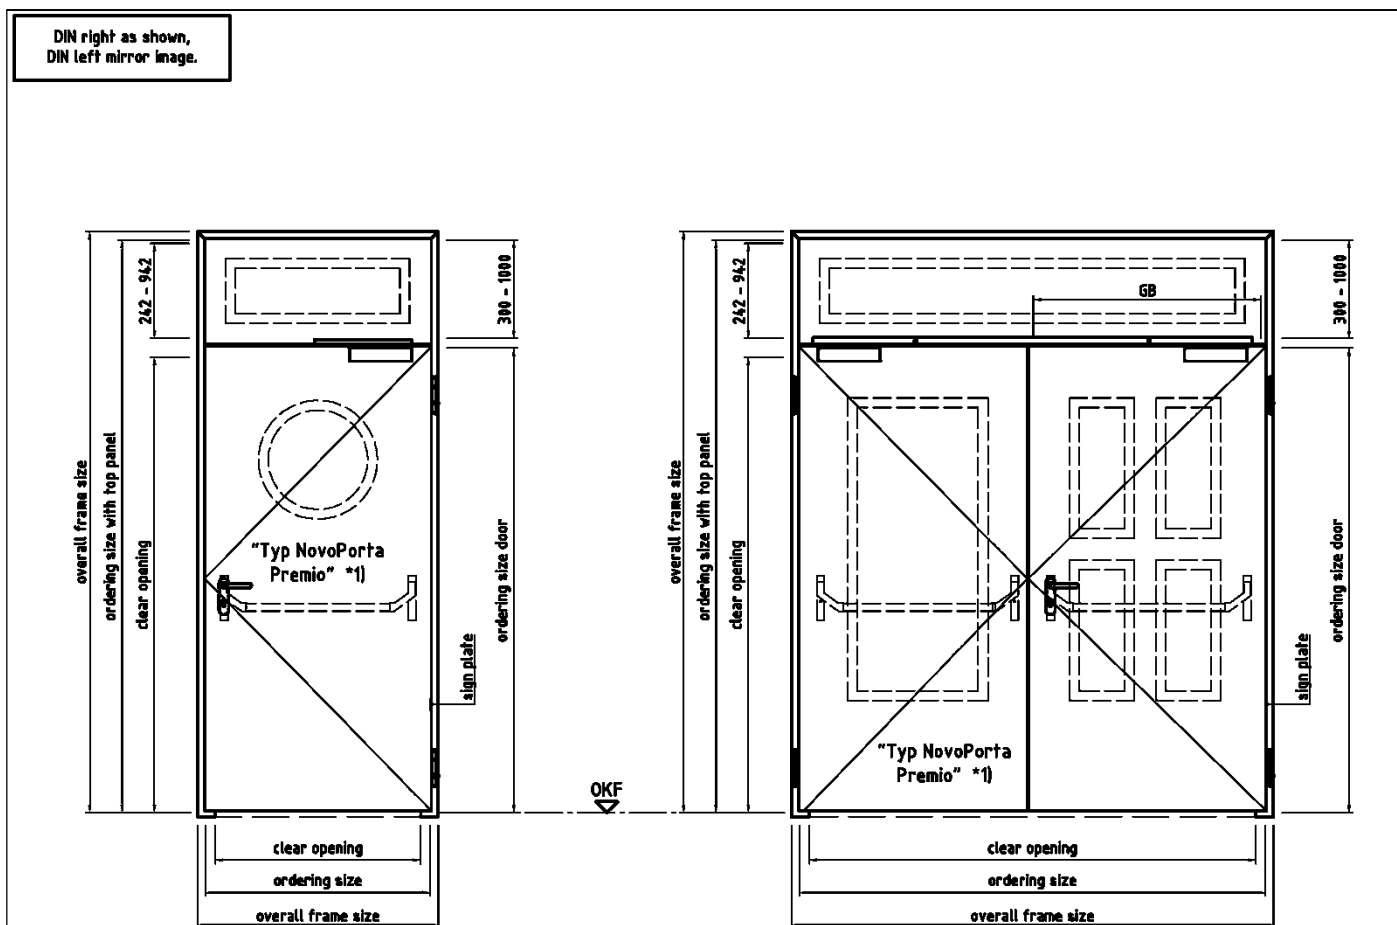 DIN right as shown,
DIN left mirror image.
overall frame size
ordering size with top panel
clear opening
242 - 942
300 - 1000
"Typ NovoPorta
Premio" *1)
ordering size door
sign plate
clear opening
ordering size
overall frame size
OKF
overall frame size
ordering size with top panel
clear opening
242 - 942
GB
300 - 1000
"Typ NovoPorta
Premio" *1)
ordering size door
sign plate
clear opening
ordering size
overall frame size